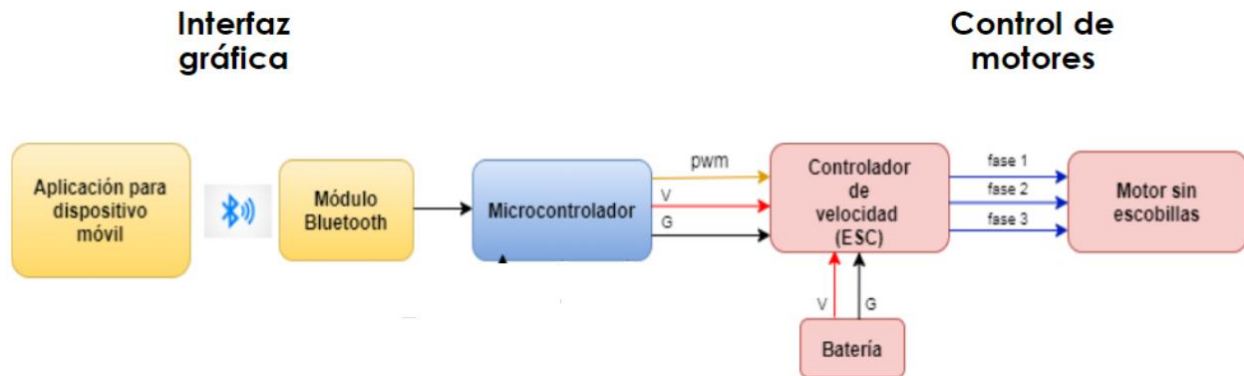 Interfaz
gráfica
Control de
motores
Aplicación para
dispositivo
móvil
Módulo
Bluetooth
Microcontrolador
pwm
V
G
Controlador
de
velocidad
(ESC)
fase 1
fase 2
fase 3
Motor sin
escobillas
V
G
Batería